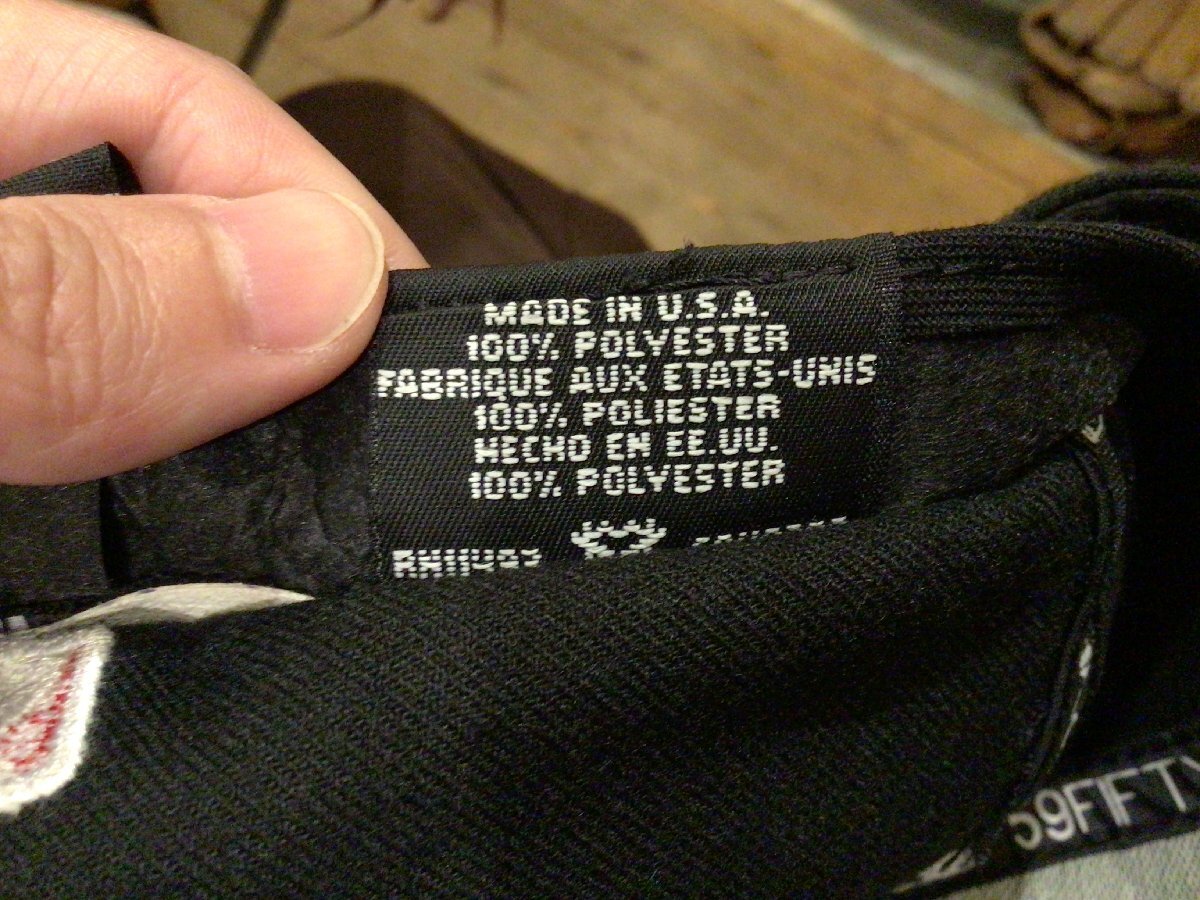 MADE IN U.S.A.
100% POLYESTER
FABRIQUE AUX ETATS-UNIS
100% POLIESTER
HECHO EN EE.UU.
100% POLYESTER
59FIFTY